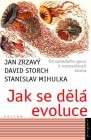 Od sobeckého genu
k rozmanitosti
života
JAN ZRZAVÝ
DAVID STORCH
STANISLAV MIHULKA
Jak se dělá
evoluce